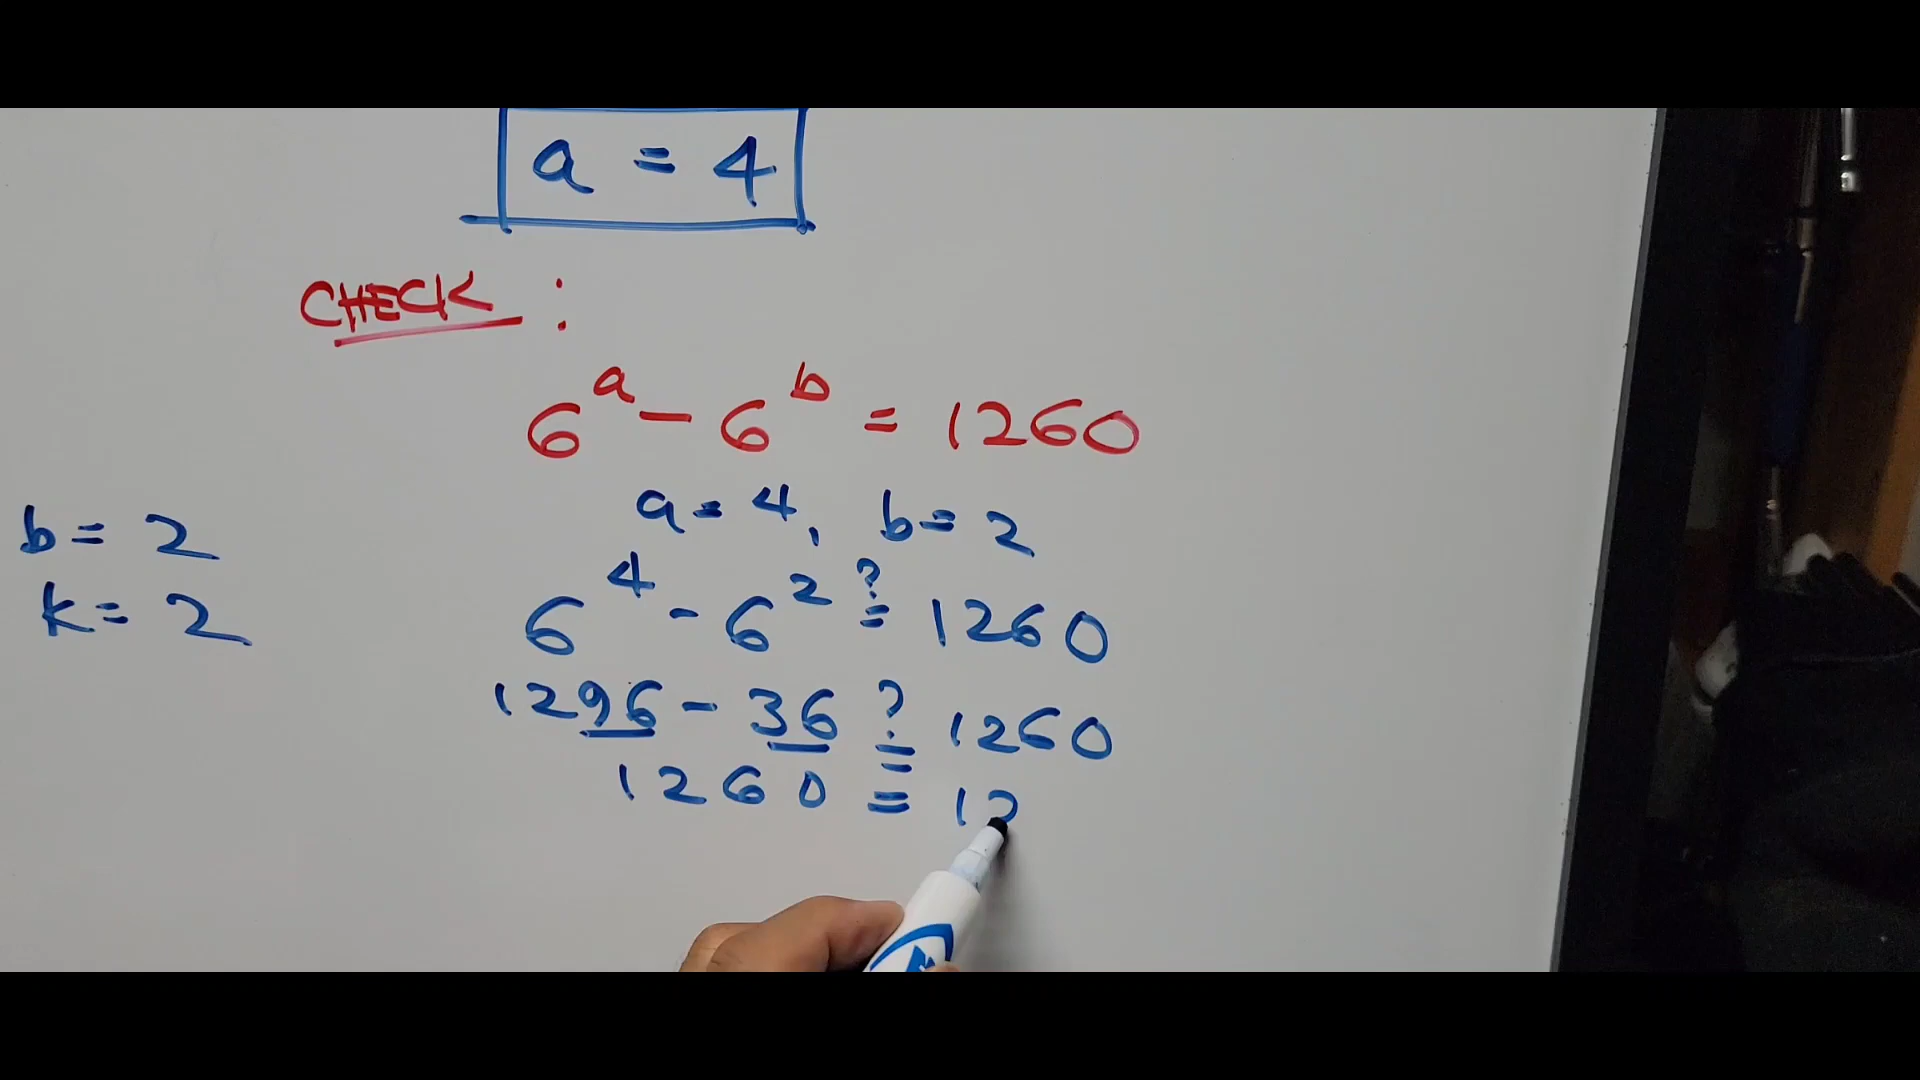 a = 4
CHECK :
6^a - 6^b = 1260
a = 4, b = 2
b = 2
6^4 - 6^2 ?= 1260
k = 2
1296 - 36 ?= 1260
1260 = 12